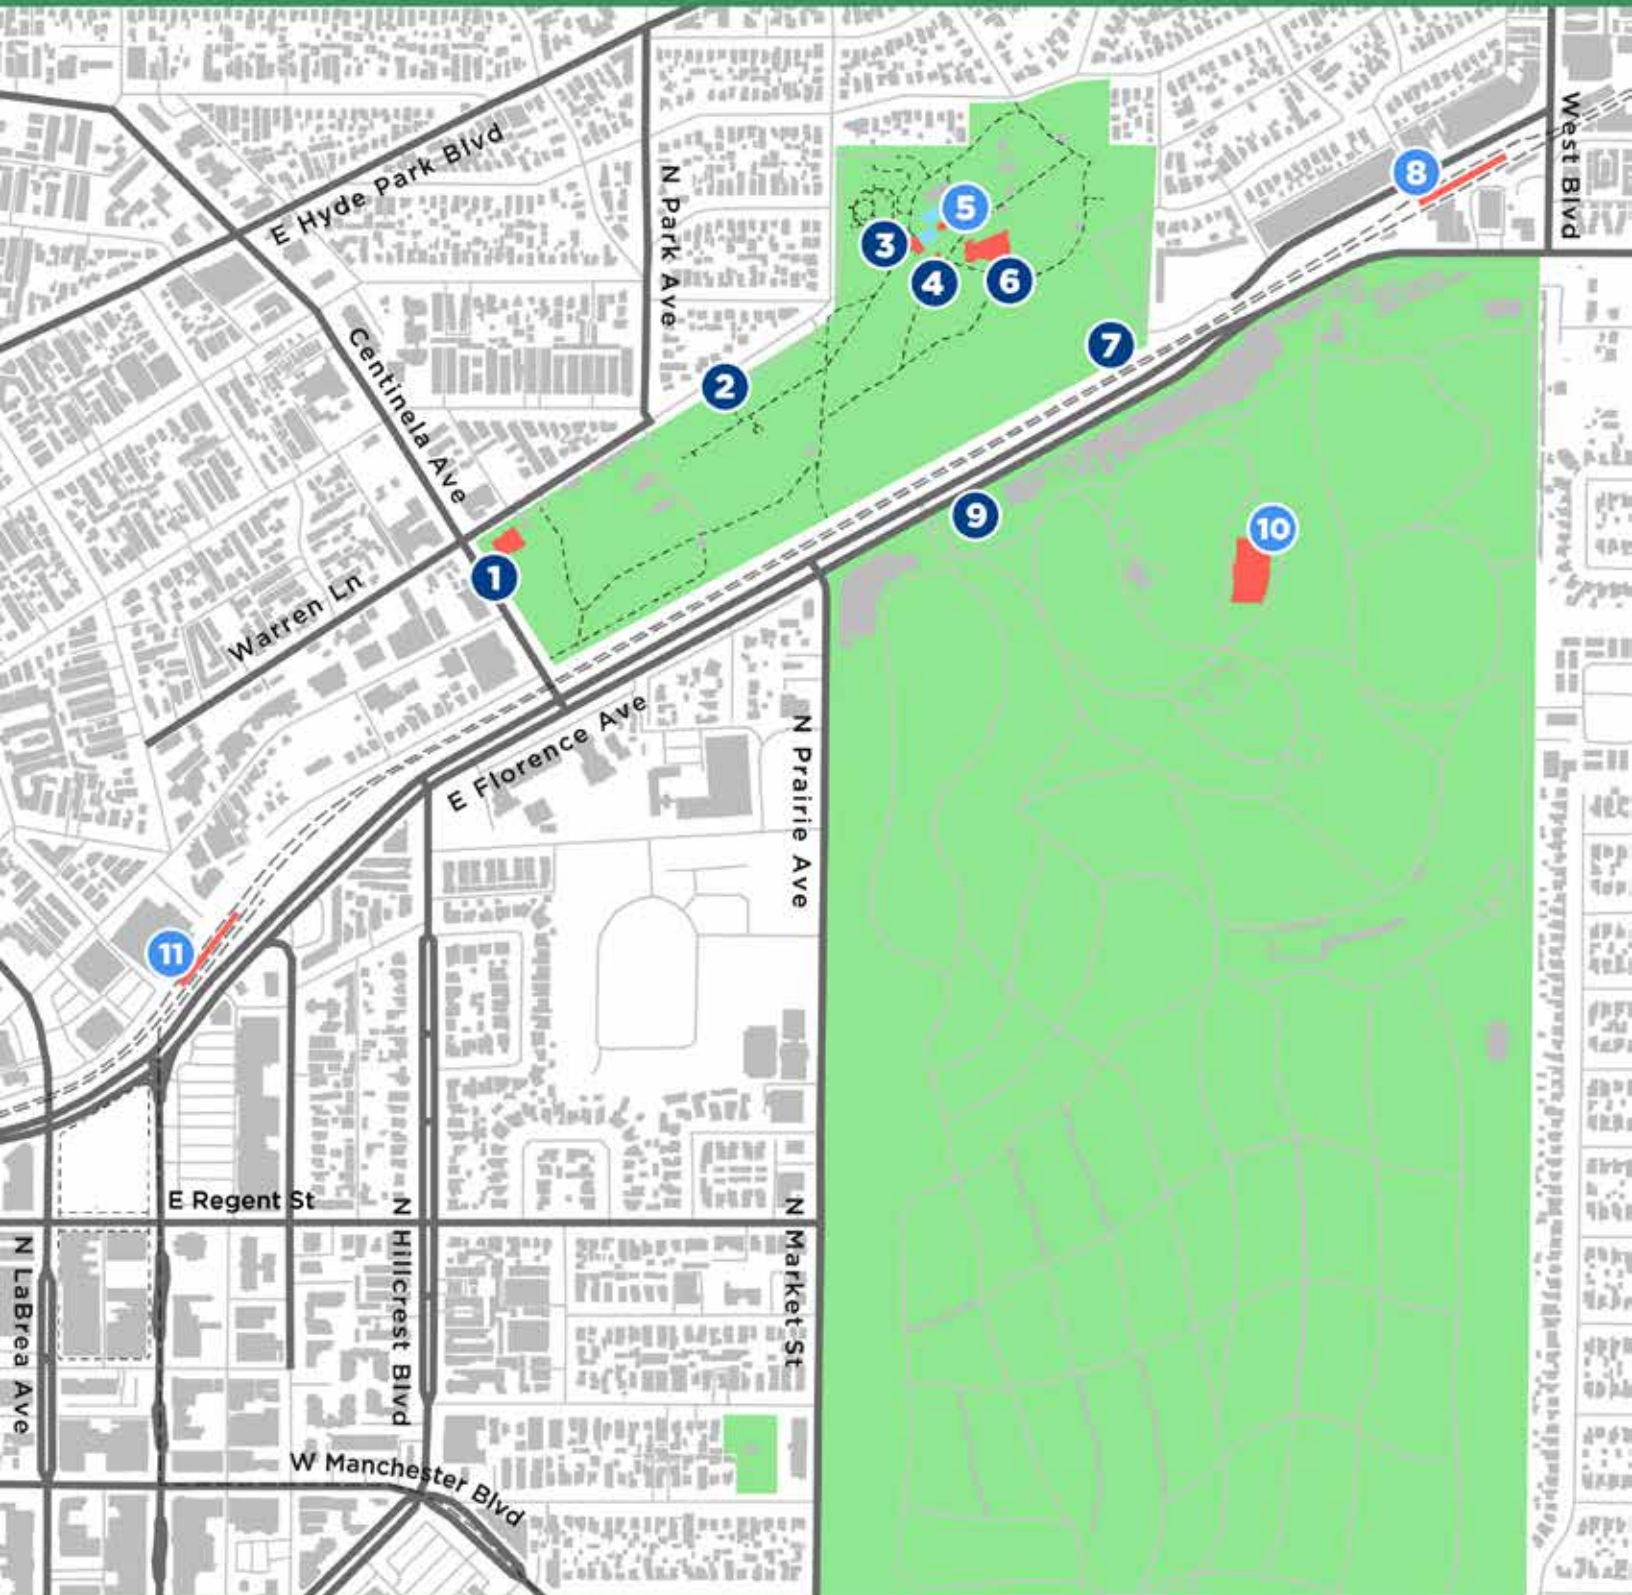 E Hyde Park Blvd
N Park Ave
West Blvd
8
5
3
4
6
7
2
Centinela Ave
1
9
10
Warren Ln
E Florence Ave
N Prairie Ave
11
E Regent St
N LaBrea Ave
N Hillcrest Blvd
N Market St
W Manchester Blvd